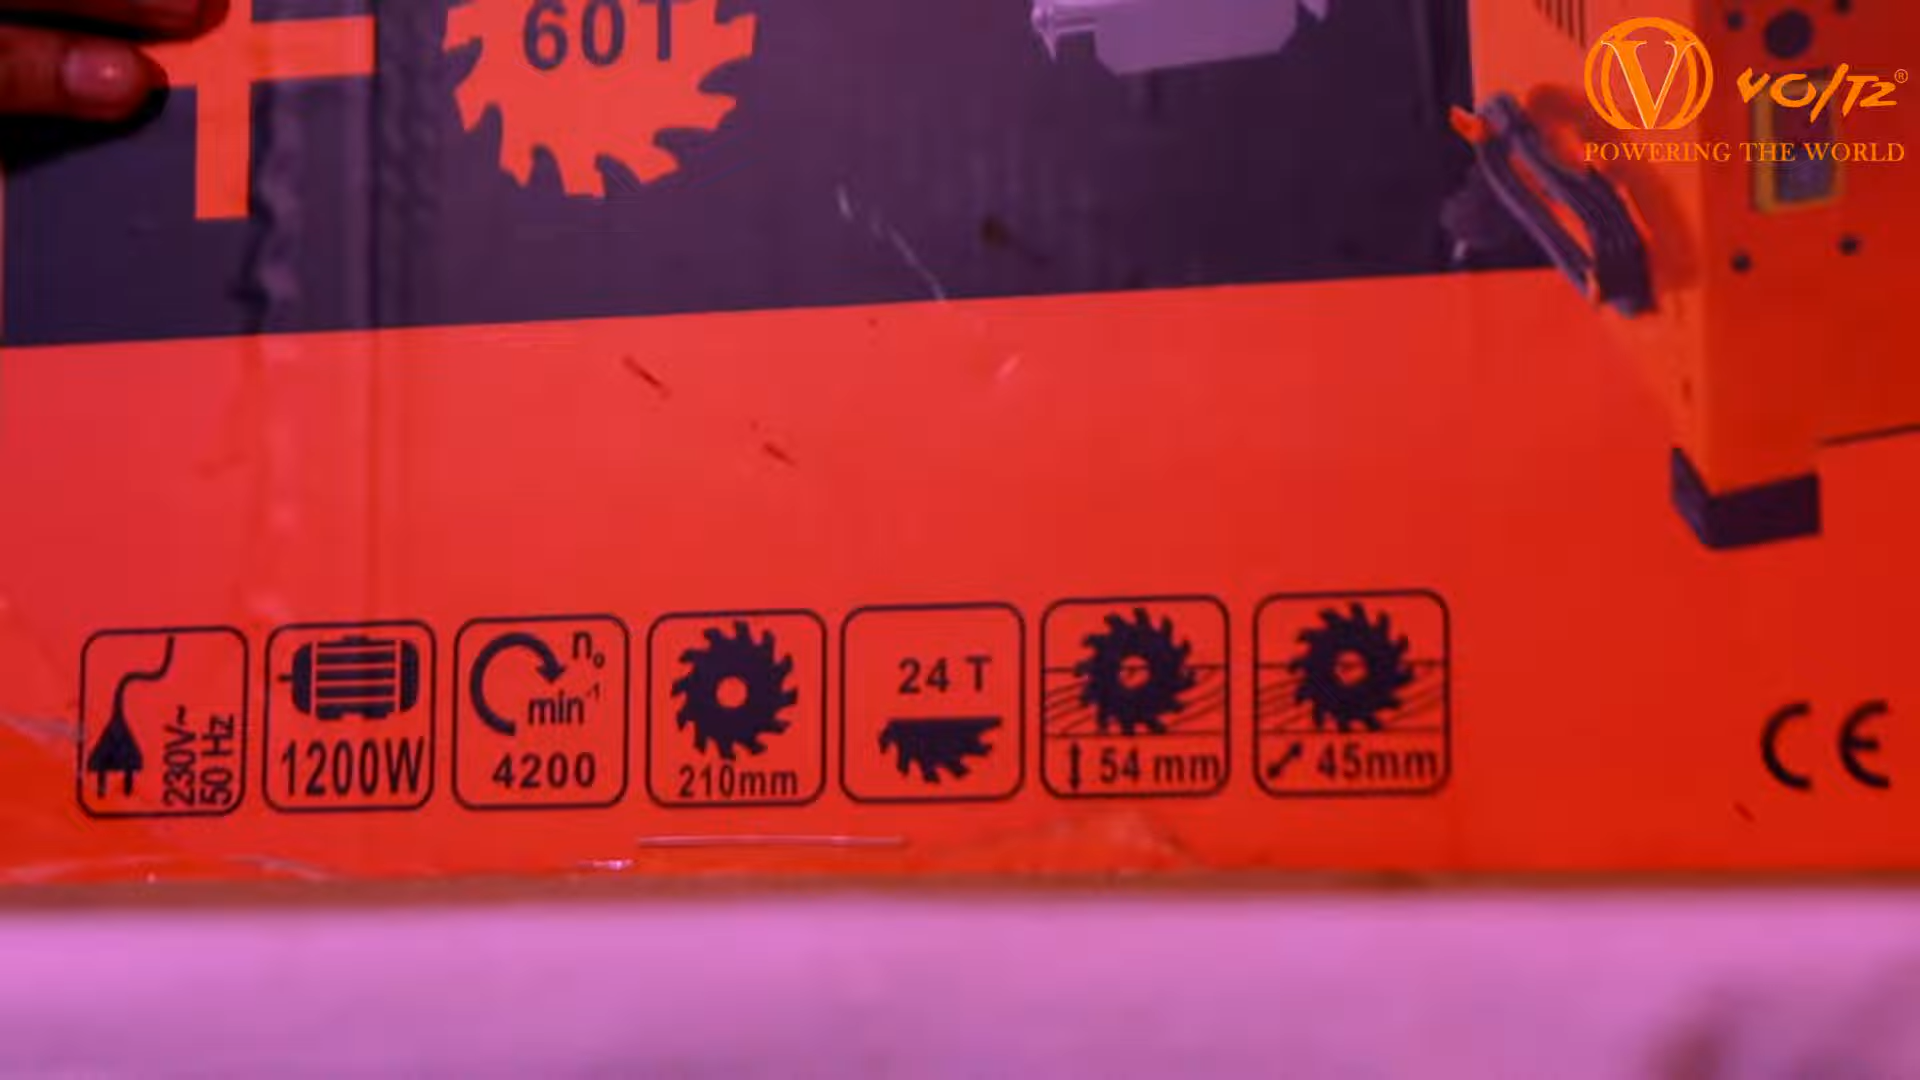 60T
VOLTZ®
POWERING THE WORLD
230V~
50 Hz
1200W
n₀
min⁻¹
4200
210mm
24 T
54 mm
45mm
CE